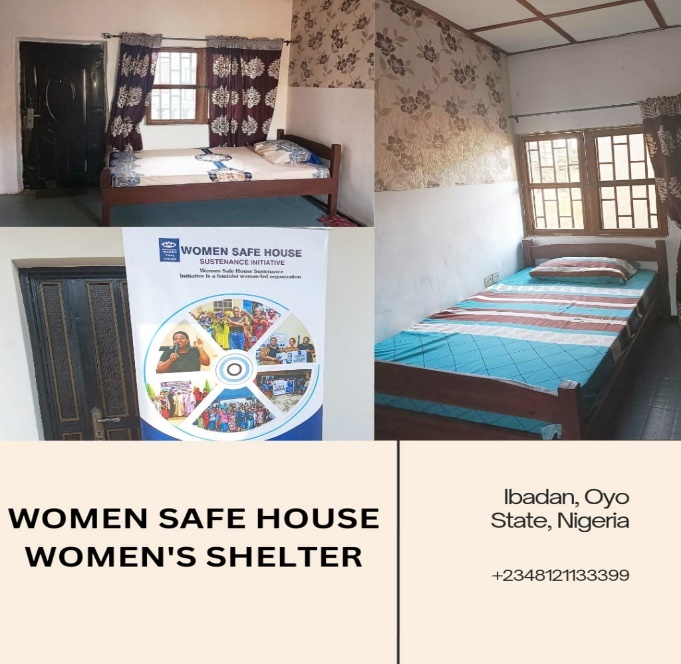 WOMEN SAFE HOUSE
SUSTENANCE INITIATIVE
Women Safe House Sustenance
Initiative is a feminist women-led organization
WOMEN SAFE HOUSE
WOMEN'S SHELTER
Ibadan, Oyo
State, Nigeria
+2348121133399